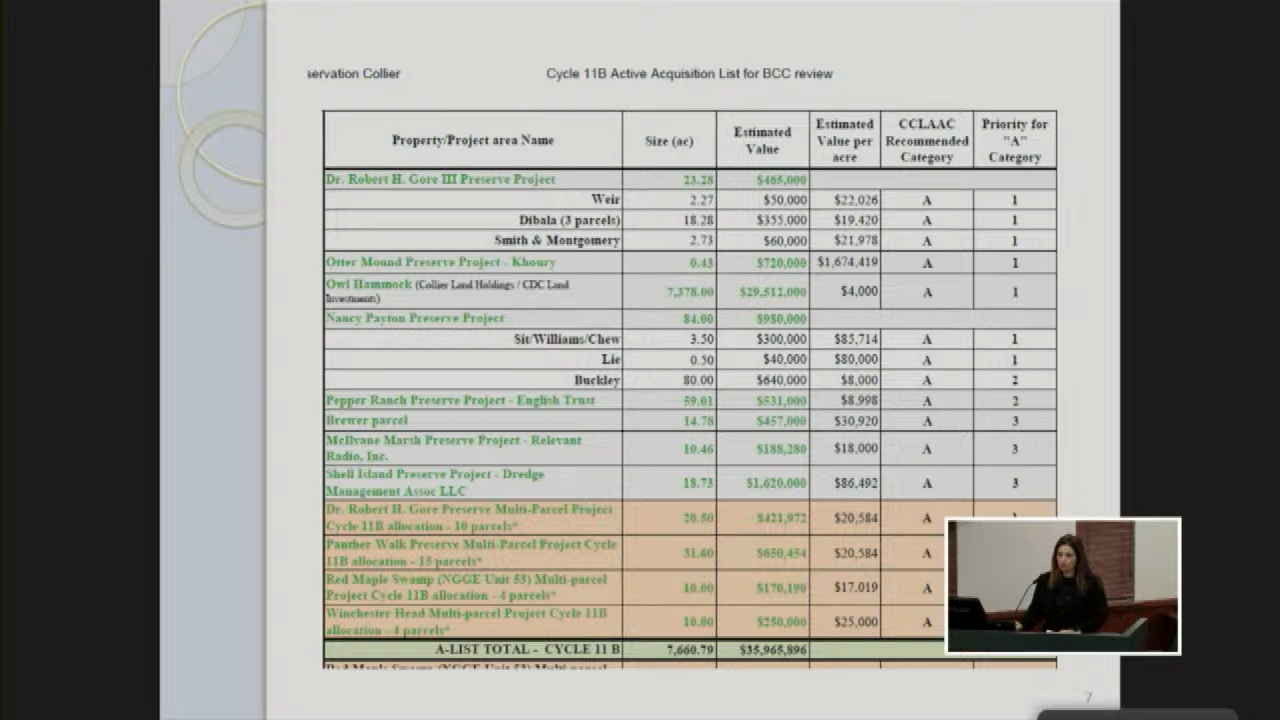 servation Collier Cycle 11B Active Acquisition List for BCC review
Property/Project area Name Size (ac) Estimated Value Estimated Value per acre CCLAAC Recommended Category Priority for "A" Category
Dr. Robert H. Gore III Preserve Project 23.28 $465,000
Weir 2.27 $50,000 $22,026 A 1
Dibala (3 parcels) 18.28 $355,000 $19,420 A 1
Smith & Montgomery 2.73 $60,000 $21,978 A 1
Otter Mound Preserve Project - Khoury 0.43 $720,000 $1,674,419 A 1
Owl Hammock (Collier Land Holdings / CDC Land
Investments) 7,378.00 $29,512,000 $4,000 A 1
Nancy Payton Preserve Project 84.00 $980,000
Sit/Williams/Chew 3.50 $300,000 $85,714 A 1
Lie 0.50 $40,000 $80,000 A 1
Buckley 80.00 $640,000 $8,000 A 2
Pepper Ranch Preserve Project - English Trust 59.01 $531,000 $8,998 A 2
Brewer parcel 14.78 $457,000 $30,920 A 3
McIlvane Marsh Preserve Project - Relevant
Radio, Inc. 10.46 $188,280 $18,000 A 3
Shell Island Preserve Project - Dredge
Management Assoc LLC 18.73 $1,620,000 $86,492 A 3
Dr. Robert H. Gore Preserve Multi-Parcel Project
Cycle 11B allocation - 10 parcels* 20.50 $421,972 $20,584 A
Panther Walk Preserve Multi-Parcel Project Cycle
11B allocation - 15 parcels* 31.60 $650,454 $20,584 A
Red Maple Swamp (NGGE Unit 53) Multi-parcel
Project Cycle 11B allocation - 4 parcels* 10.00 $170,190 $17,019 A
Winchester Head Multi-parcel Project Cycle 11B
allocation - 4 parcels* 10.00 $250,000 $25,000 A
A-LIST TOTAL - CYCLE 11 B 7,660.79 $35,965,896
Red Maple Swamp (NGGE Unit 53) Multi-parcel
7